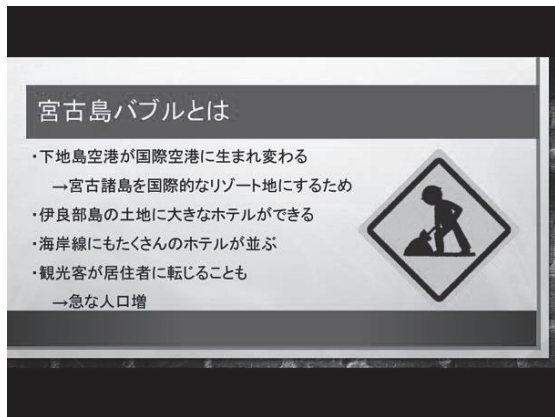 宮古島バブルとは
・下地島空港が国際空港に生まれ変わる
→宮古諸島を国際的なリゾート地にするため
・伊良部島の土地に大きなホテルができる
・海岸線にもたくさんのホテルが並ぶ
・観光客が居住者に転じることも
→急な人口増